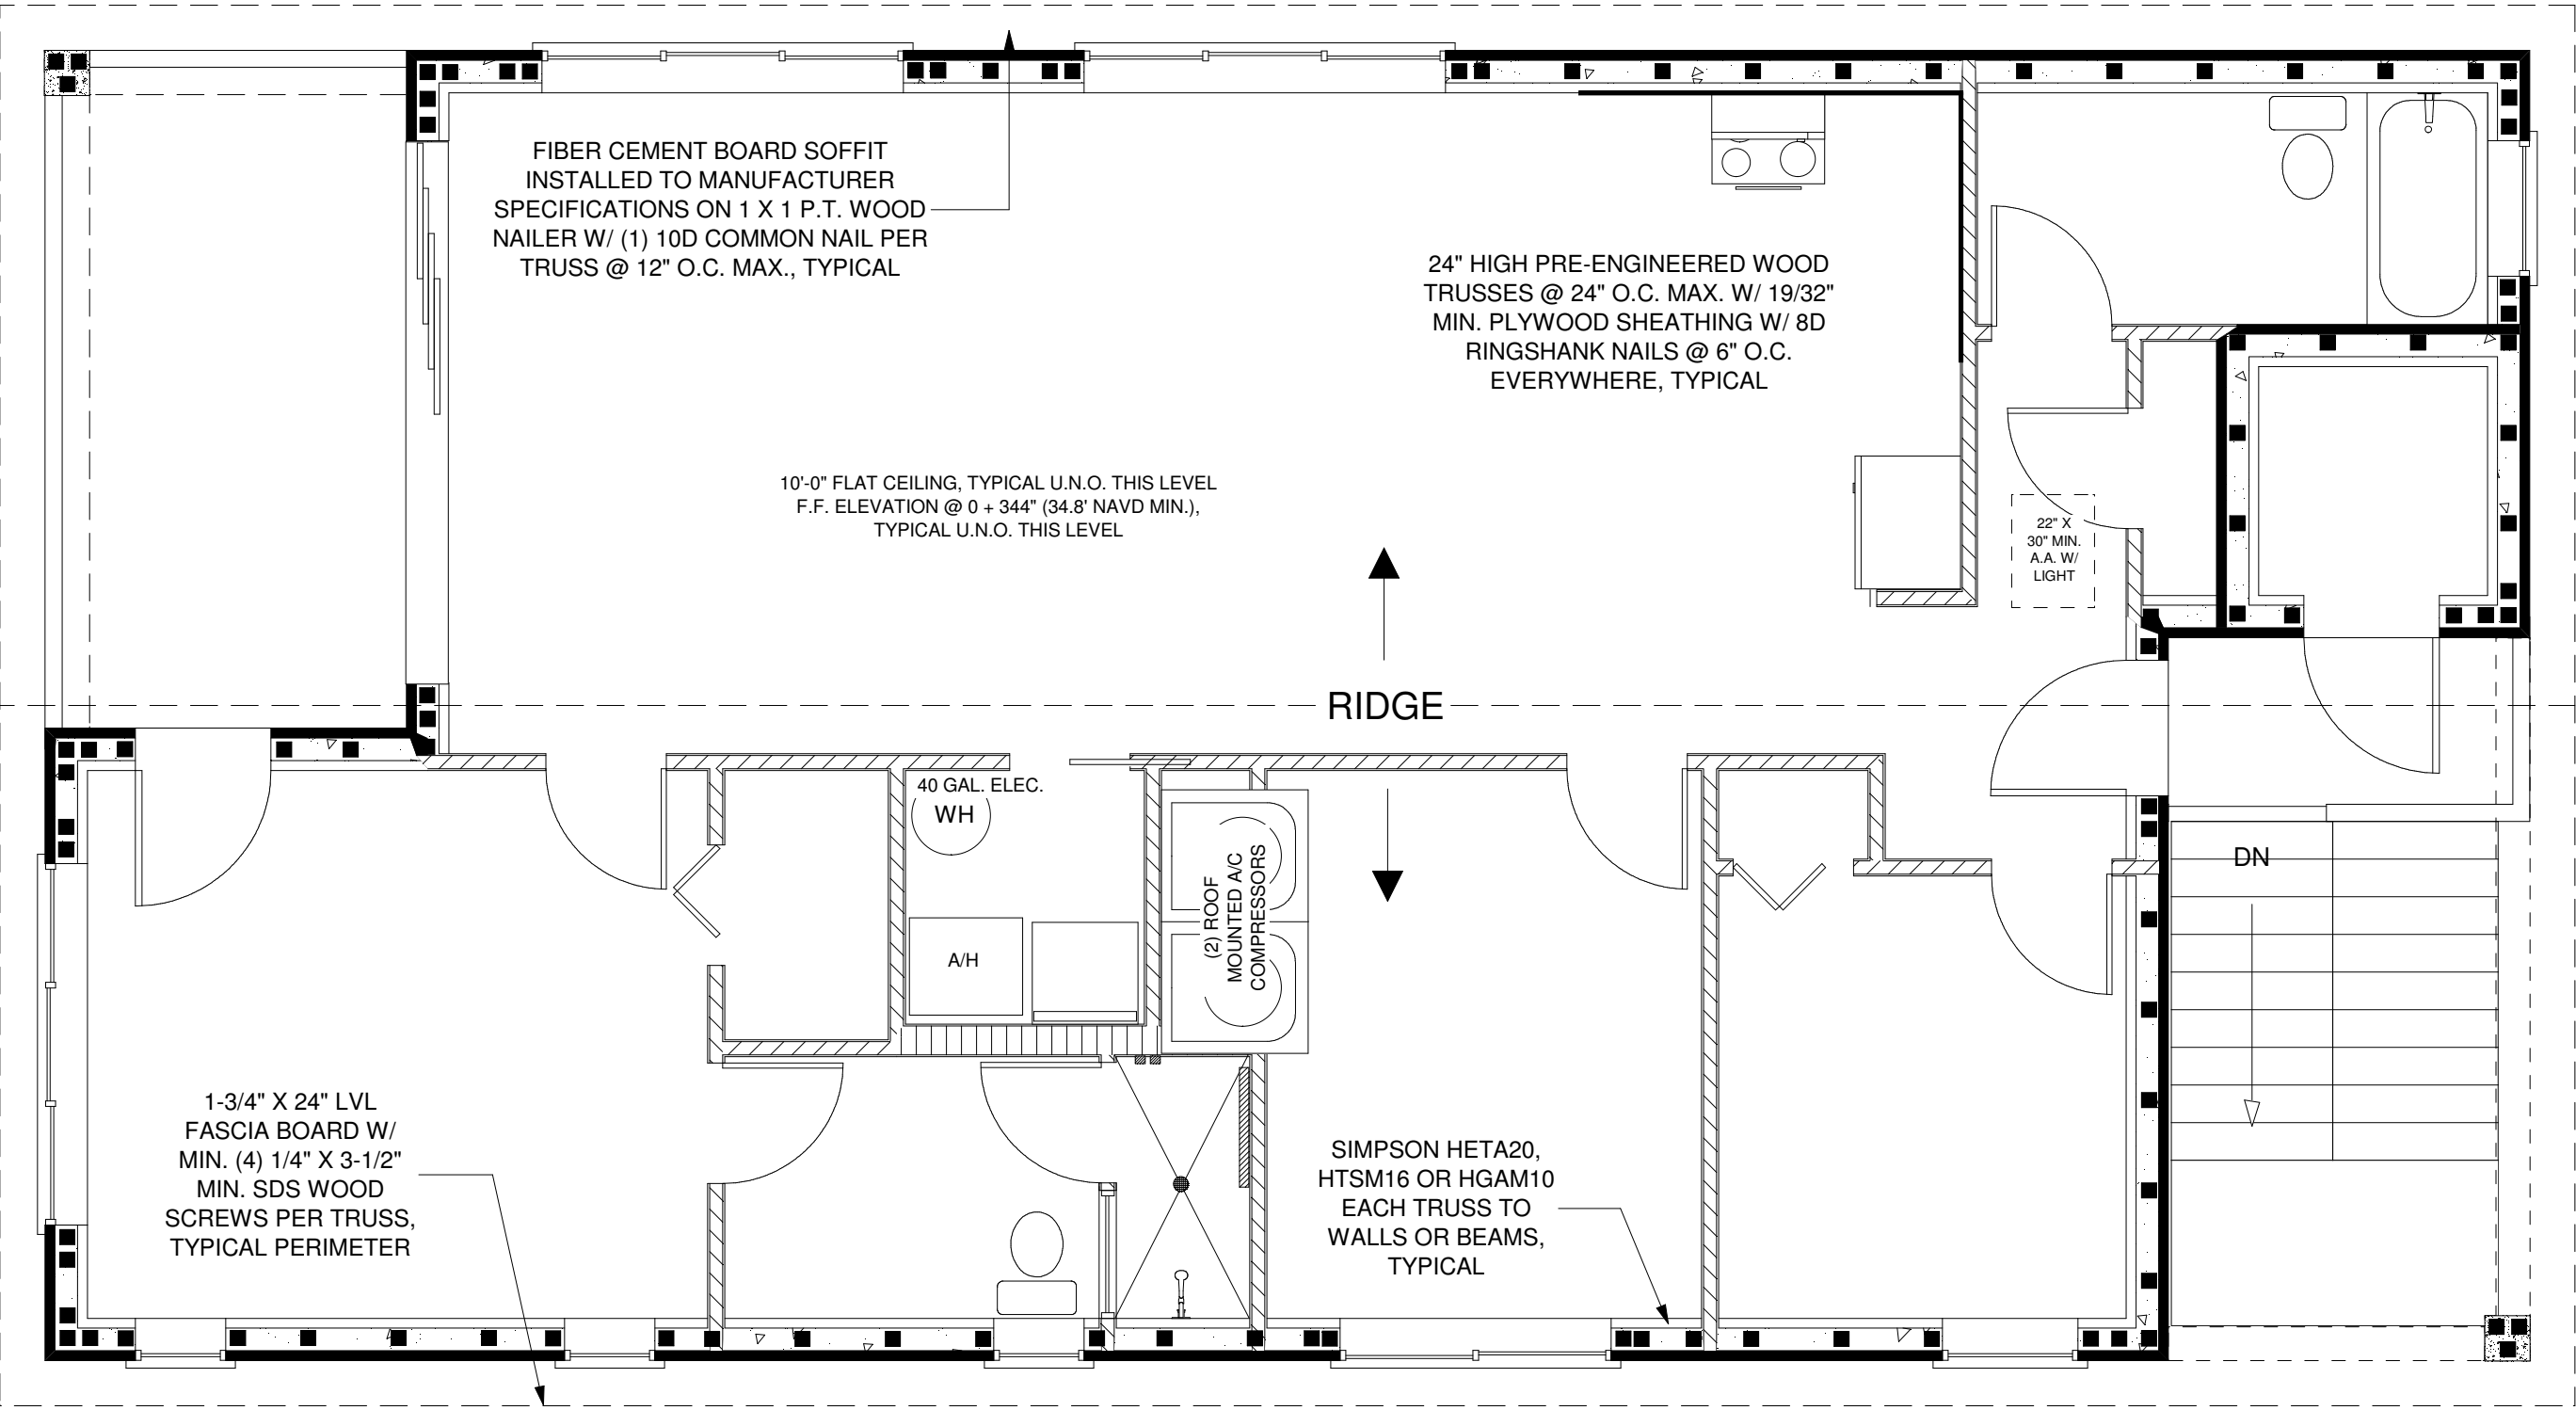 FIBER CEMENT BOARD SOFFIT
INSTALLED TO MANUFACTURER
SPECIFICATIONS ON 1 X 1 P.T. WOOD
NAILER W/ (1) 10D COMMON NAIL PER
TRUSS @ 12" O.C. MAX., TYPICAL
24" HIGH PRE-ENGINEERED WOOD
TRUSSES @ 24" O.C. MAX. W/ 19/32"
MIN. PLYWOOD SHEATHING W/ 8D
RINGSHANK NAILS @ 6" O.C.
EVERYWHERE, TYPICAL
10'-0" FLAT CEILING, TYPICAL U.N.O. THIS LEVEL
F.F. ELEVATION @ 0 + 344" (34.8' NAVD MIN.),
TYPICAL U.N.O. THIS LEVEL
22" X
30" MIN.
A.A. W/
LIGHT
RIDGE
40 GAL. ELEC.
WH
A/H
(2) ROOF
MOUNTED A/C
COMPRESSORS
DN
1-3/4" X 24" LVL
FASCIA BOARD W/
MIN. (4) 1/4" X 3-1/2"
MIN. SDS WOOD
SCREWS PER TRUSS,
TYPICAL PERIMETER
SIMPSON HETA20,
HTSM16 OR HGAM10
EACH TRUSS TO
WALLS OR BEAMS,
TYPICAL